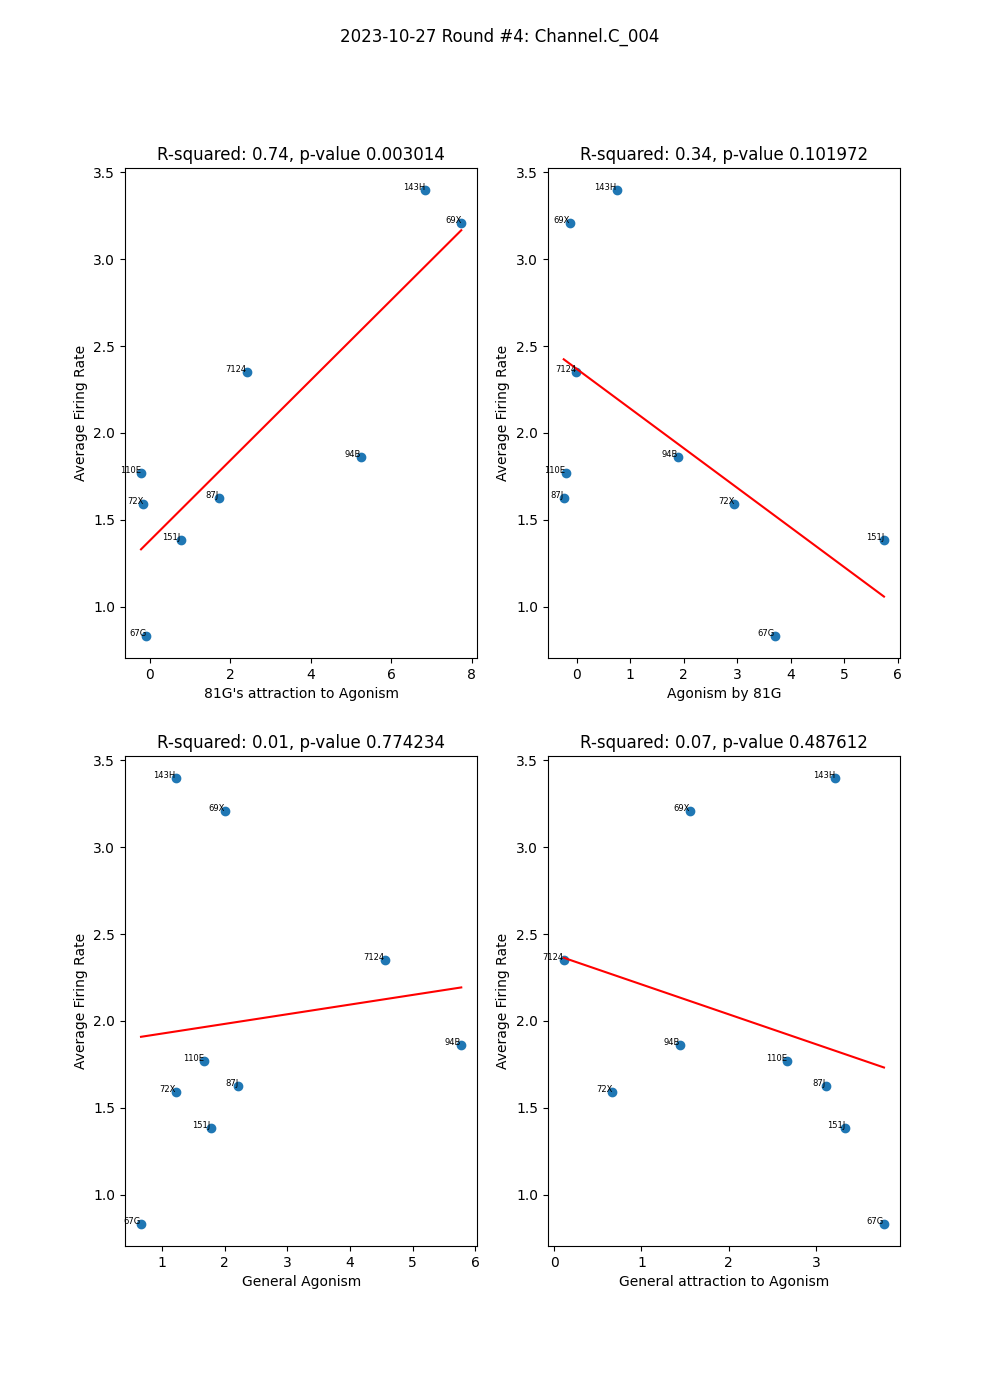 2023-10-27 Round #4: Channel.C_004
R-squared: 0.74, p-value 0.003014
3.5
3.0
2.5
2.0
1.5
1.0
Average Firing Rate
143H
69X
7124
94B
110E
87J
72X
151J
67G
0 2 4 6 8
81G's attraction to Agonism
R-squared: 0.34, p-value 0.101972
3.5
3.0
2.5
2.0
1.5
1.0
Average Firing Rate
143H
69X
7124
94B
110E
87J
72X
151J
67G
0 1 2 3 4 5 6
Agonism by 81G
R-squared: 0.01, p-value 0.774234
3.5
3.0
2.5
2.0
1.5
1.0
Average Firing Rate
143H
69X
7124
94B
110E
87J
72X
151J
67G
1 2 3 4 5 6
General Agonism
R-squared: 0.07, p-value 0.487612
3.5
3.0
2.5
2.0
1.5
1.0
Average Firing Rate
143H
69X
7124
94B
110E
87J
72X
151J
67G
0 1 2 3
General attraction to Agonism